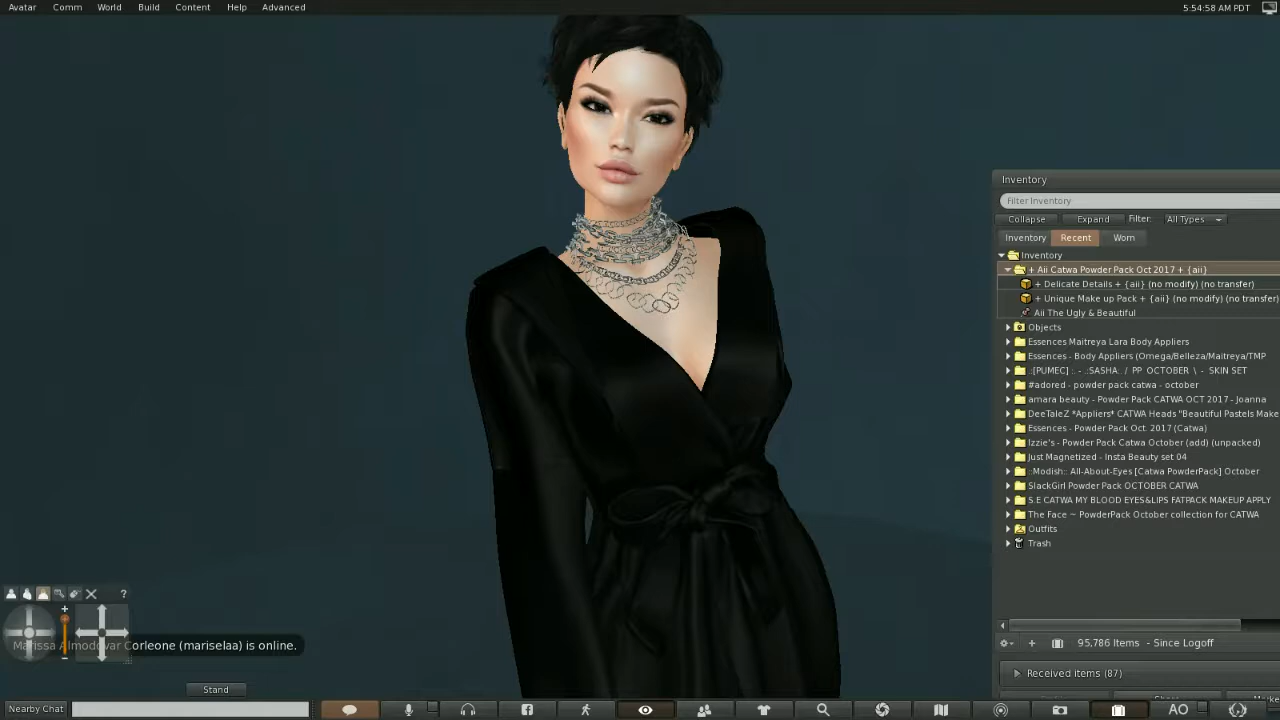 Avatar Comm World Build Content Help Advanced 5:54:58 AM PDT
Inventory
Filter Inventory
Collapse Expand Filter: All Types
Inventory Recent Worn
Inventory
+ Aii Catwa Powder Pack Oct 2017 + {aii}
+ Delicate Details + {aii} (no modify) (no transfer)
+ Unique Make up Pack + {aii} (no modify) (no transfer)
Aii The Ugly & Beautiful
Objects
Essences Maitreya Lara Body Appliers
Essences - Body Appliers (Omega/Belleza/Maitreya/TMP
.:[PUMEC] :. - .:SASHA.. / PP OCTOBER \ - SKIN SET
#adored - powder pack catwa - october
amara beauty - Powder Pack CATWA OCT 2017 - Joanna
DeeTaleZ *Appliers* CATWA Heads "Beautiful Pastels Make
Essences - Powder Pack Oct. 2017 (Catwa)
Izzie's - Powder Pack Catwa October (add) (unpacked)
Just Magnetized - Insta Beauty set 04
::Modish:: All-About-Eyes [Catwa PowderPack] October
SlackGirl Powder Pack OCTOBER CATWA
S.E CATWA MY BLOOD EYES&LIPS FATPACK MAKEUP APPLY
The Face ~ PowderPack October collection for CATWA
Outfits
Trash
?
Marissa Almodovar Corleone (mariselaa) is online.
95,786 Items - Since Logoff
Received items (87)
Stand
Nearby Chat
AO